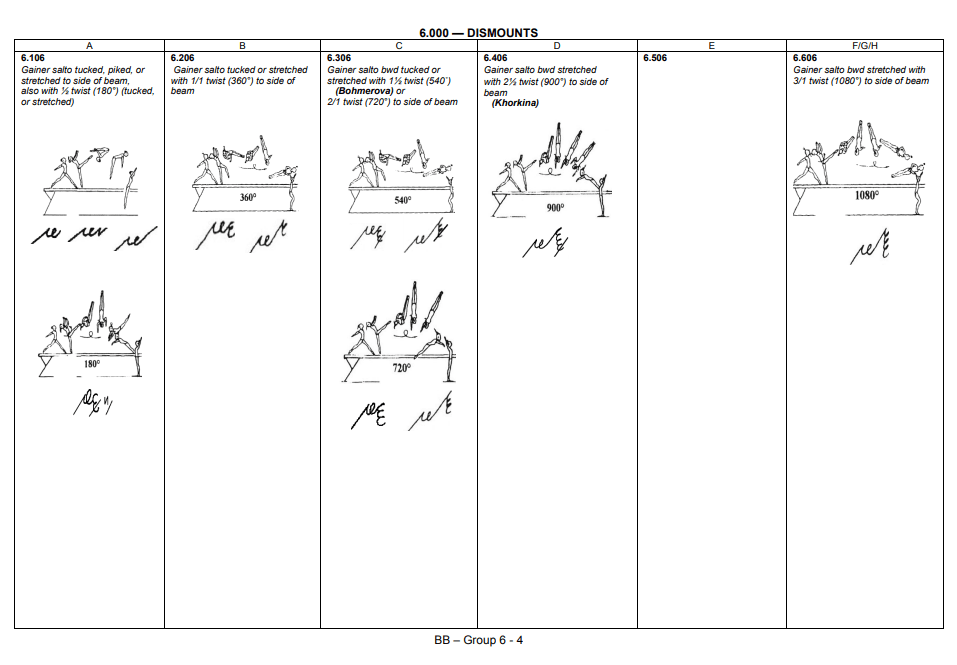 6.000 — DISMOUNTS
A
B
C
D
E
F/G/H
6.106
Gainer salto tucked, piked, or
stretched to side of beam,
also with ½ twist (180°) (tucked,
or stretched)
180°
6.206
Gainer salto tucked or stretched
with 1/1 twist (360°) to side of
beam
360°
6.306
Gainer salto bwd tucked or
stretched with 1½ twist (540°)
(Bohmerova) or
2/1 twist (720°) to side of beam
540°
720°
6.406
Gainer salto bwd stretched
with 2½ twist (900°) to side of
beam
(Khorkina)
900°
6.506
6.606
Gainer salto bwd stretched with
3/1 twist (1080°) to side of beam
1080°
BB – Group 6 - 4